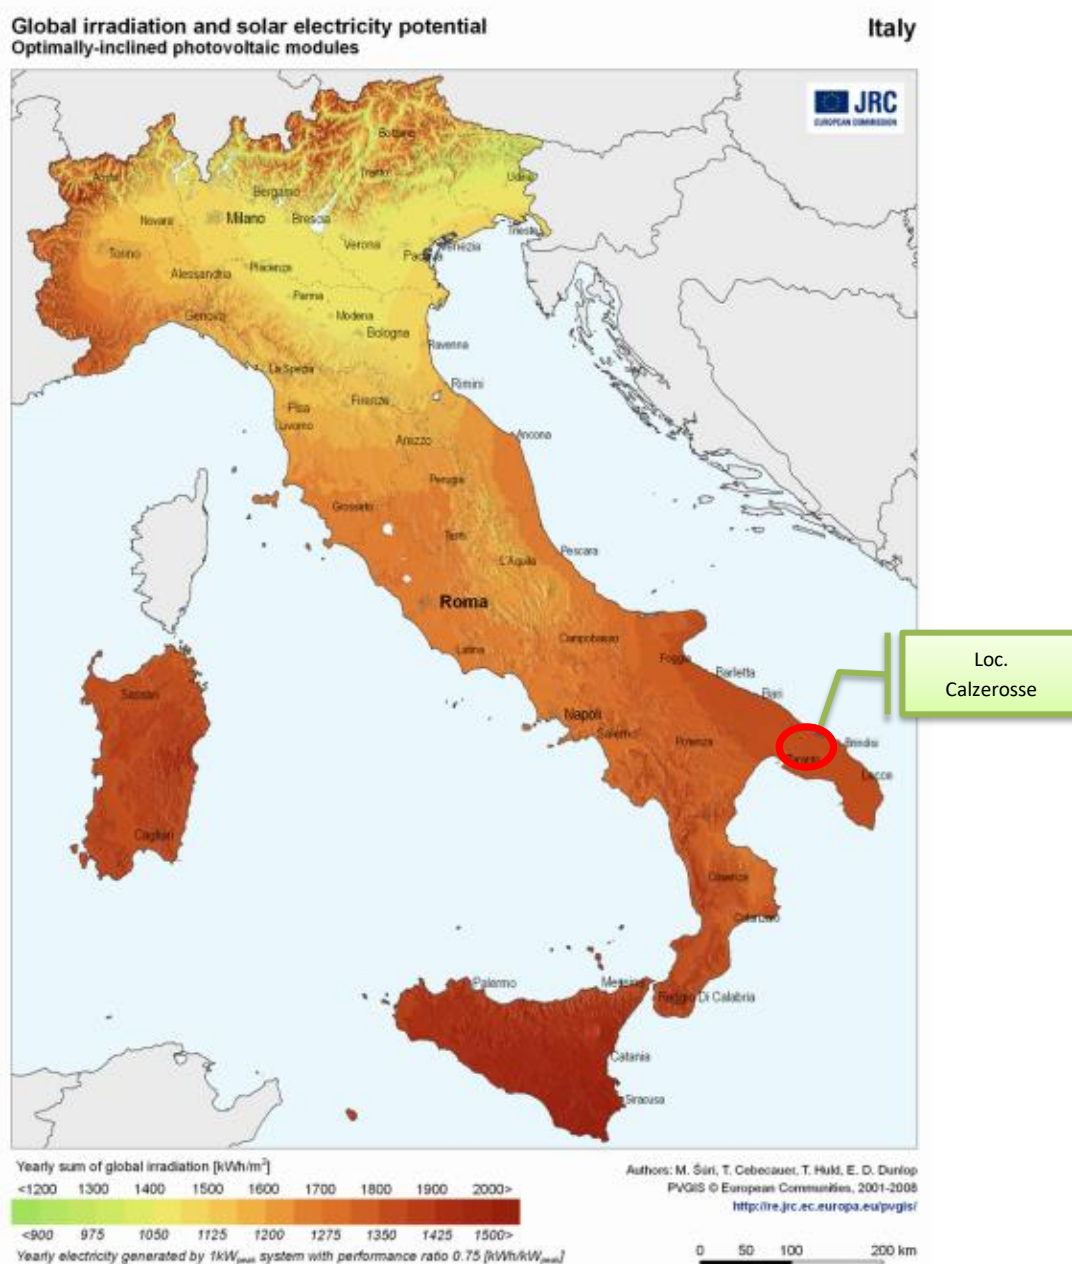 Global irradiation and solar electricity potential
Optimally-inclined photovoltaic modules
Italy
JRC
EUROPEAN COMMISSION
Bolzano
Aosta
Trento
Udine
Bergamo
Novara
Milano
Brescia
Trieste
Verona
Padova
Venezia
Torino
Alessandria
Piacenza
Parma
Genova
Modena
Bologna
Ravenna
La Spezia
Rimini
Pisa
Firenze
Livorno
Arezzo
Ancona
Perugia
Grosseto
Terni
L'Aquila
Pescara
Roma
Campobasso
Latina
Foggia
Barletta
Bari
Loc.
Calzerosse
Napoli
Salerno
Potenza
Brindisi
Taranto
Lecce
Sassari
Cagliari
Cosenza
Catanzaro
Palermo
Messina
Reggio Di Calabria
Catania
Siracusa
Yearly sum of global irradiation [kWh/m²]
<1200 1300 1400 1500 1600 1700 1800 1900 2000>
<900 975 1050 1125 1200 1275 1350 1425 1500>
Yearly electricity generated by 1kWpeak system with performance ratio 0.75 [kWh/kWpeak]
Authors: M. Šúri, T. Cebecauer, T. Huld, E. D. Dunlop
PVGIS © European Communities, 2001-2008
http://re.jrc.ec.europa.eu/pvgis/
0 50 100 200 km